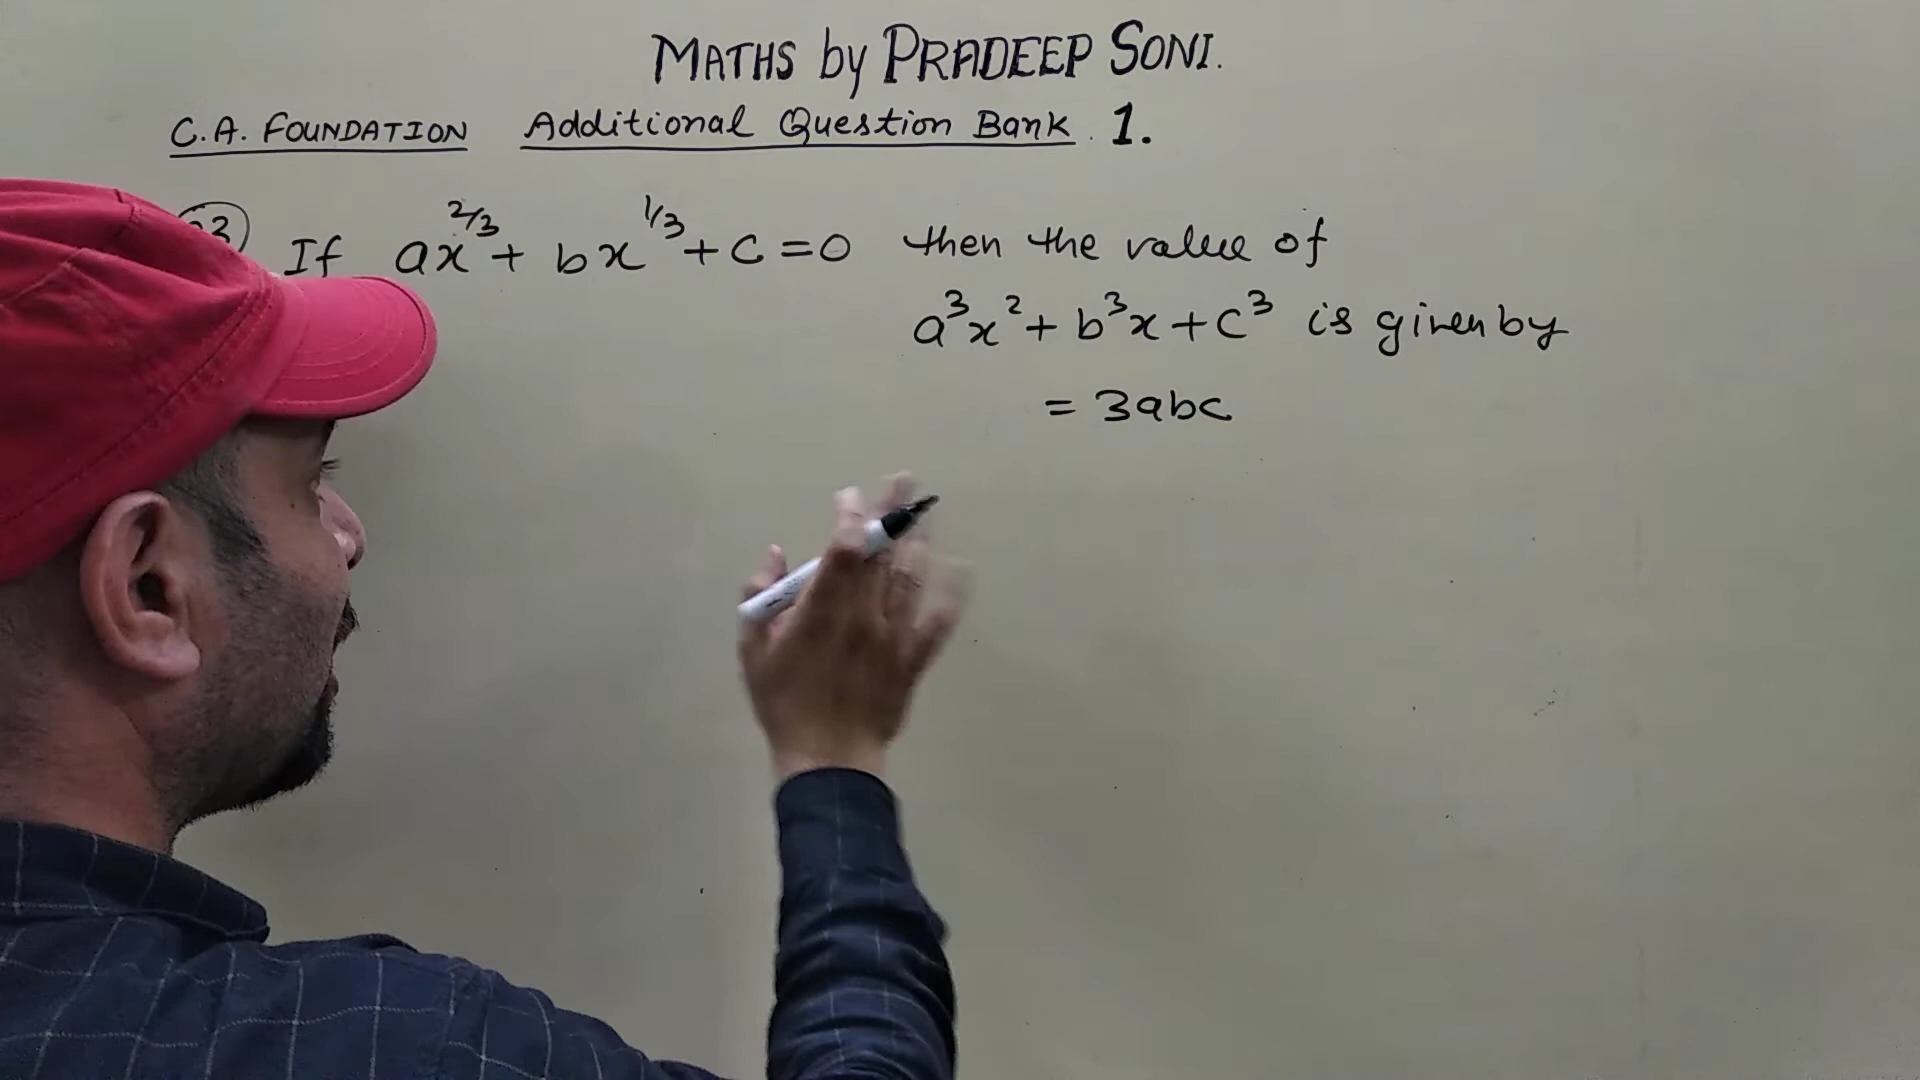 MATHS by PRADEEP SONI.
C.A. FOUNDATION Additional Question Bank. 1.
If ax^2/3 + bx^1/3 + c = 0 then the value of
a³x² + b³x + c³ is given by
= 3abc